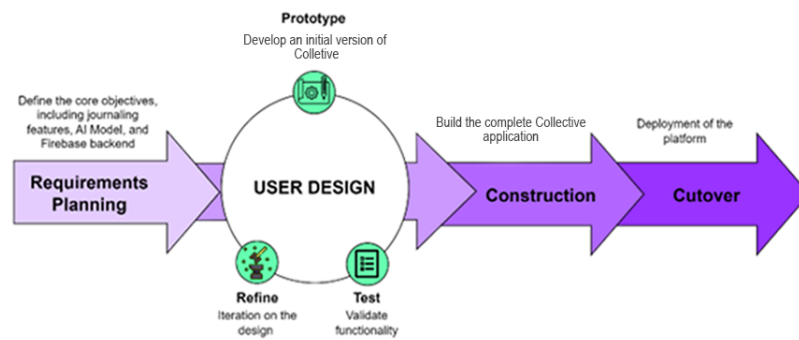 Prototype
Develop an initial version of
Colletive
Define the core objectives,
including journaling
features, AI Model, and
Firebase backend
Requirements
Planning
USER DESIGN
Refine
Iteration on the
design
Test
Validate
functionality
Build the complete Collective
application
Construction
Deployment of the
platform
Cutover